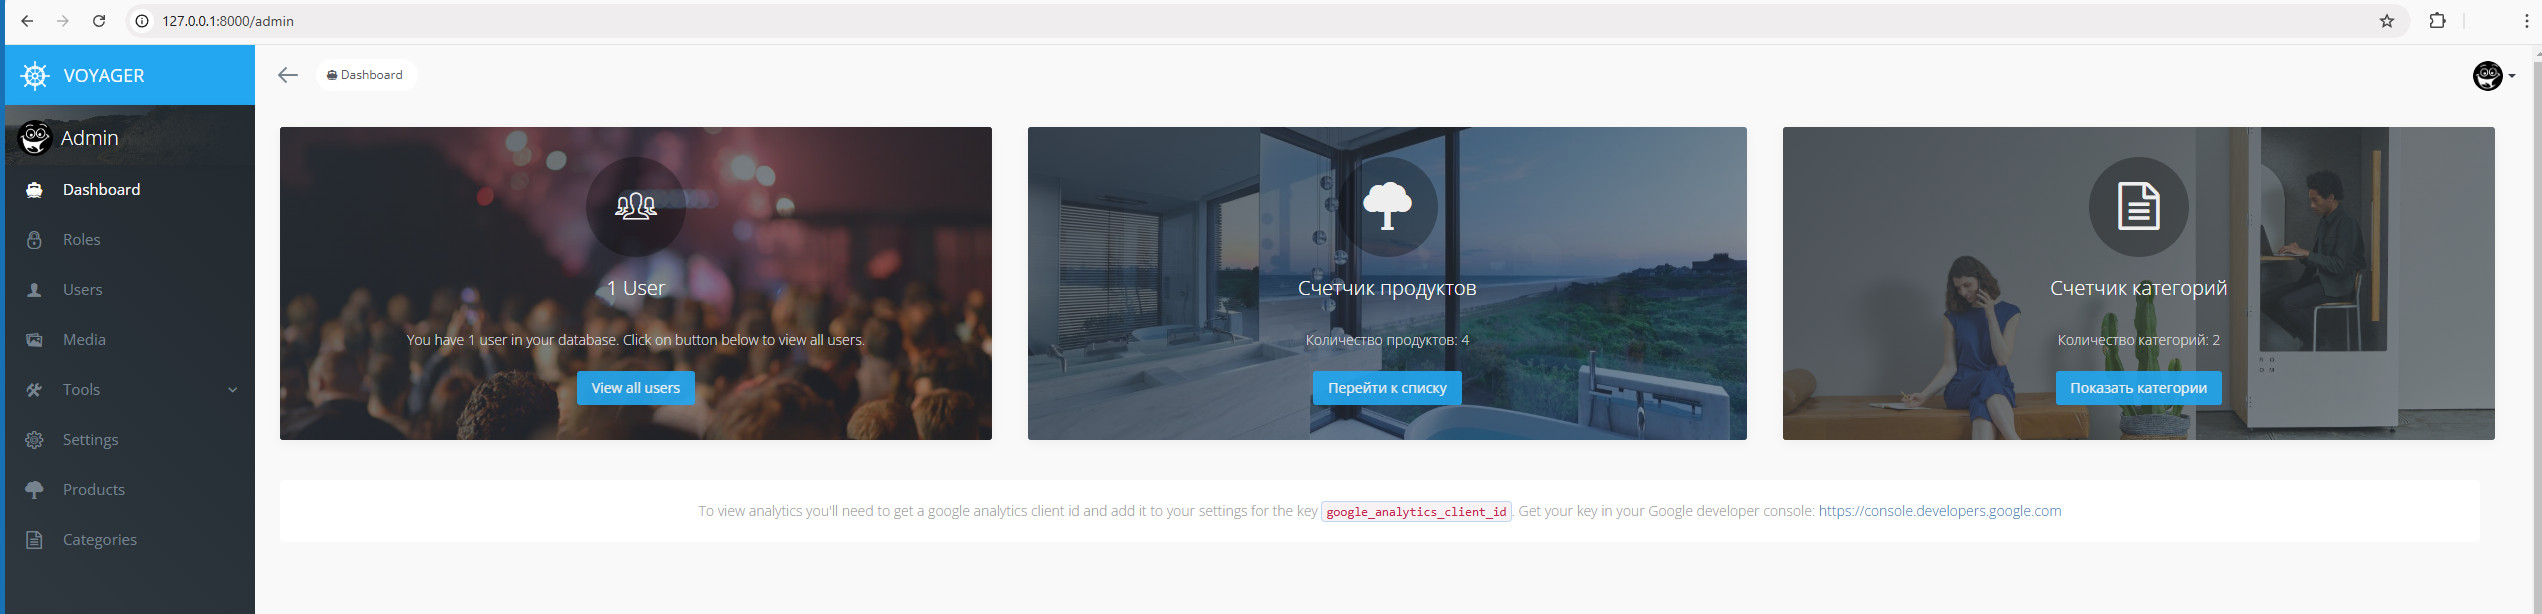 127.0.0.1:8000/admin
VOYAGER
Dashboard
Admin
Dashboard
Roles
Users
Media
Tools
Settings
Products
Categories
1 User
You have 1 user in your database. Click on button below to view all users.
View all users
Счетчик продуктов
Количество продуктов: 4
Перейти к списку
Счетчик категорий
Количество категорий: 2
Показать категории
To view analytics you'll need to get a google analytics client id and add it to your settings for the key google_analytics_client_id. Get your key in your Google developer console: https://console.developers.google.com